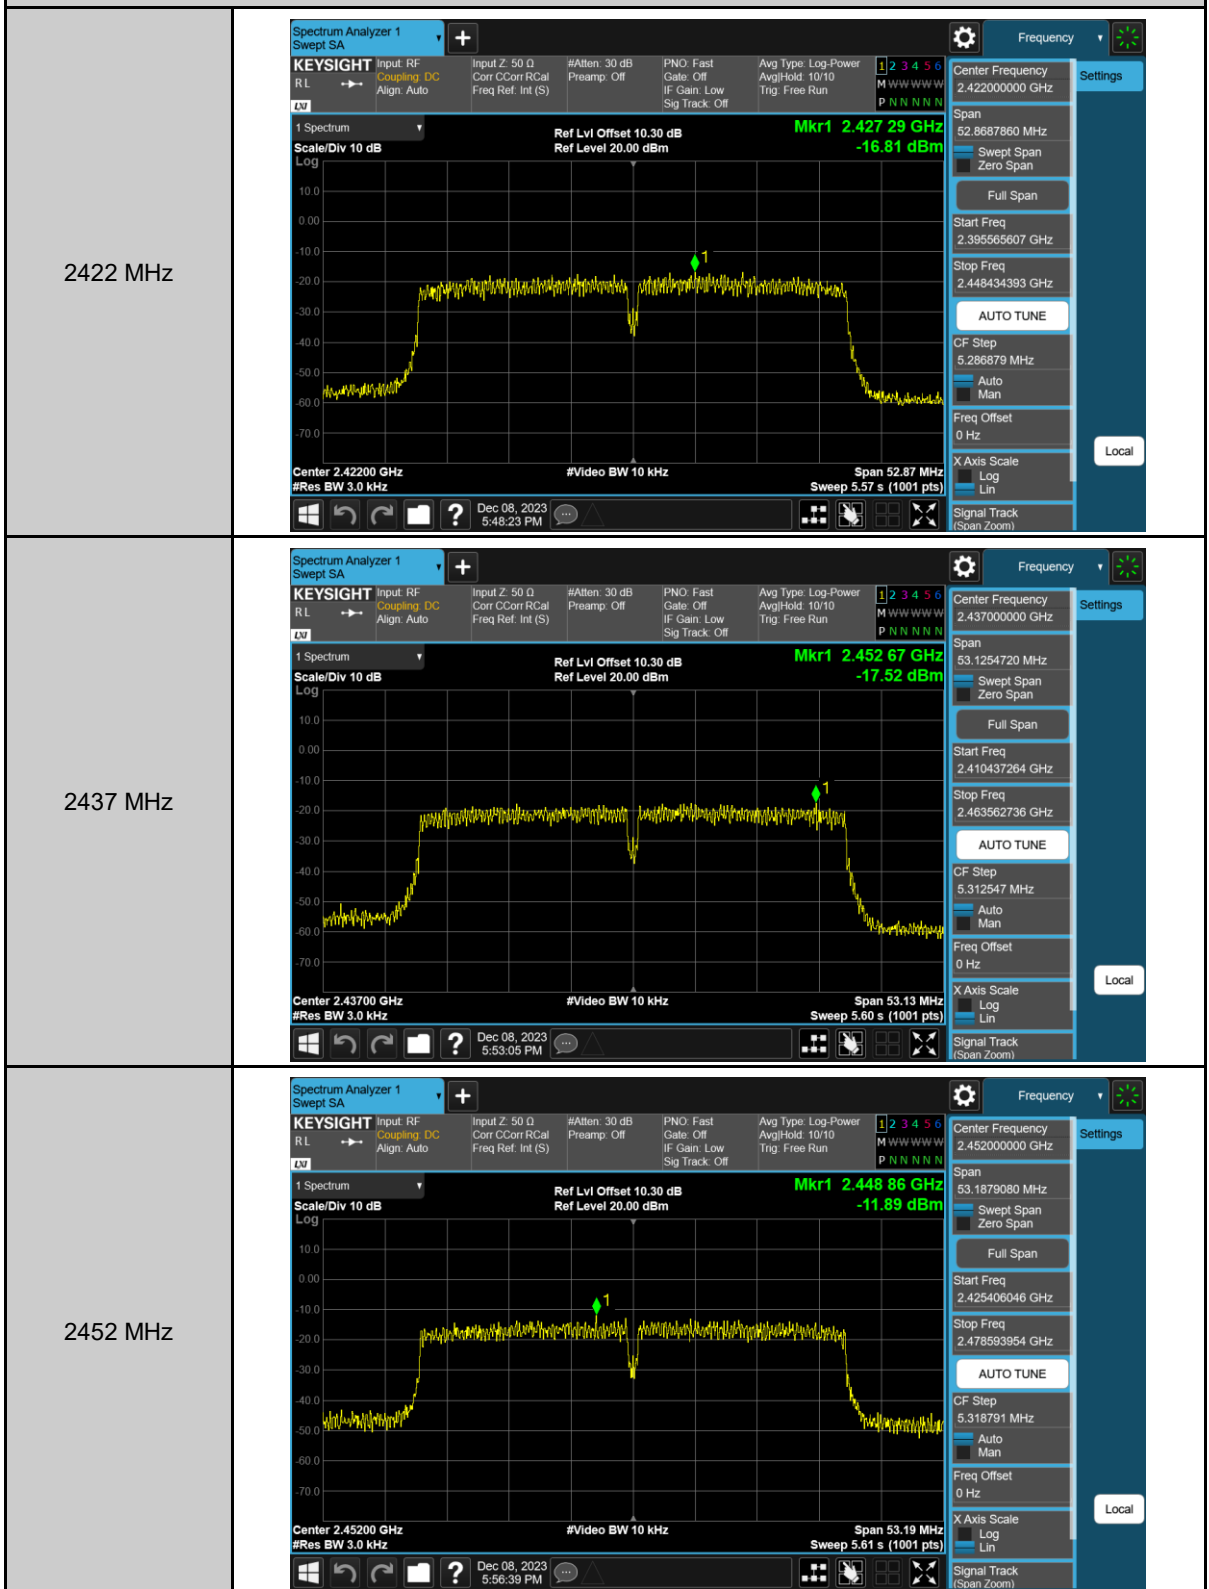 2422 MHz
Spectrum Analyzer 1
Swept SA
Frequency
KEYSIGHT
R L
LXI
Input: RF
Coupling: DC
Align: Auto
Input Z: 50 Ω
Corr CCorr RCal
Freq Ref: Int (S)
#Atten: 30 dB
Preamp: Off
PNO: Fast
Gate: Off
IF Gain: Low
Sig Track: Off
Avg Type: Log-Power
Avg|Hold: 10/10
Trig: Free Run
1 2 3 4 5 6
M W W W W W
P N N N N N
1 Spectrum
Scale/Div 10 dB
Log
Ref Lvl Offset 10.30 dB
Ref Level 20.00 dBm
Mkr1 2.427 29 GHz
-16.81 dBm
10.0
0.00
-10.0
-20.0
-30.0
-40.0
-50.0
-60.0
-70.0
1
Center 2.42200 GHz
#Res BW 3.0 kHz
#Video BW 10 kHz
Span 52.87 MHz
Sweep 5.57 s (1001 pts)
Dec 08, 2023
5:48:23 PM
Center Frequency
2.422000000 GHz
Span
52.8687860 MHz
Swept Span
Zero Span
Full Span
Start Freq
2.395565607 GHz
Stop Freq
2.448434393 GHz
AUTO TUNE
CF Step
5.286879 MHz
Auto
Man
Freq Offset
0 Hz
X Axis Scale
Log
Lin
Signal Track
(Span Zoom)
Settings
Local
2437 MHz
Spectrum Analyzer 1
Swept SA
Frequency
KEYSIGHT
R L
LXI
Input: RF
Coupling: DC
Align: Auto
Input Z: 50 Ω
Corr CCorr RCal
Freq Ref: Int (S)
#Atten: 30 dB
Preamp: Off
PNO: Fast
Gate: Off
IF Gain: Low
Sig Track: Off
Avg Type: Log-Power
Avg|Hold: 10/10
Trig: Free Run
1 2 3 4 5 6
M W W W W W
P N N N N N
1 Spectrum
Scale/Div 10 dB
Log
Ref Lvl Offset 10.30 dB
Ref Level 20.00 dBm
Mkr1 2.452 67 GHz
-17.52 dBm
10.0
0.00
-10.0
-20.0
-30.0
-40.0
-50.0
-60.0
-70.0
1
Center 2.43700 GHz
#Res BW 3.0 kHz
#Video BW 10 kHz
Span 53.13 MHz
Sweep 5.60 s (1001 pts)
Dec 08, 2023
5:53:05 PM
Center Frequency
2.437000000 GHz
Span
53.1254720 MHz
Swept Span
Zero Span
Full Span
Start Freq
2.410437264 GHz
Stop Freq
2.463562736 GHz
AUTO TUNE
CF Step
5.312547 MHz
Auto
Man
Freq Offset
0 Hz
X Axis Scale
Log
Lin
Signal Track
(Span Zoom)
Settings
Local
2452 MHz
Spectrum Analyzer 1
Swept SA
Frequency
KEYSIGHT
R L
LXI
Input: RF
Coupling: DC
Align: Auto
Input Z: 50 Ω
Corr CCorr RCal
Freq Ref: Int (S)
#Atten: 30 dB
Preamp: Off
PNO: Fast
Gate: Off
IF Gain: Low
Sig Track: Off
Avg Type: Log-Power
Avg|Hold: 10/10
Trig: Free Run
1 2 3 4 5 6
M W W W W W
P N N N N N
1 Spectrum
Scale/Div 10 dB
Log
Ref Lvl Offset 10.30 dB
Ref Level 20.00 dBm
Mkr1 2.448 86 GHz
-11.89 dBm
10.0
0.00
-10.0
-20.0
-30.0
-40.0
-50.0
-60.0
-70.0
1
Center 2.45200 GHz
#Res BW 3.0 kHz
#Video BW 10 kHz
Span 53.19 MHz
Sweep 5.61 s (1001 pts)
Dec 08, 2023
5:56:39 PM
Center Frequency
2.452000000 GHz
Span
53.1879080 MHz
Swept Span
Zero Span
Full Span
Start Freq
2.425406046 GHz
Stop Freq
2.478593954 GHz
AUTO TUNE
CF Step
5.318791 MHz
Auto
Man
Freq Offset
0 Hz
X Axis Scale
Log
Lin
Signal Track
(Span Zoom)
Settings
Local